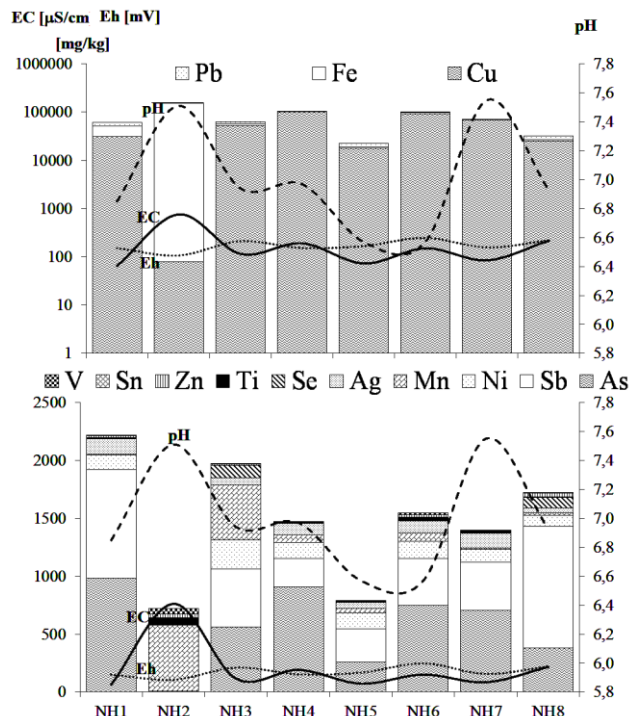 EC [µS/cm Eh [mV]
[mg/kg]
pH
Pb Fe Cu
1000000
100000
10000
1000
100
10
1
pH
EC
Eh
7,8
7,6
7,4
7,2
7,0
6,8
6,6
6,4
6,2
6,0
5,8
V Sn Zn Ti Se Ag Mn Ni Sb As
2500
2000
1500
1000
500
0
pH
EC
Eh
7,8
7,6
7,4
7,2
7,0
6,8
6,6
6,4
6,2
6,0
5,8
NH1 NH2 NH3 NH4 NH5 NH6 NH7 NH8